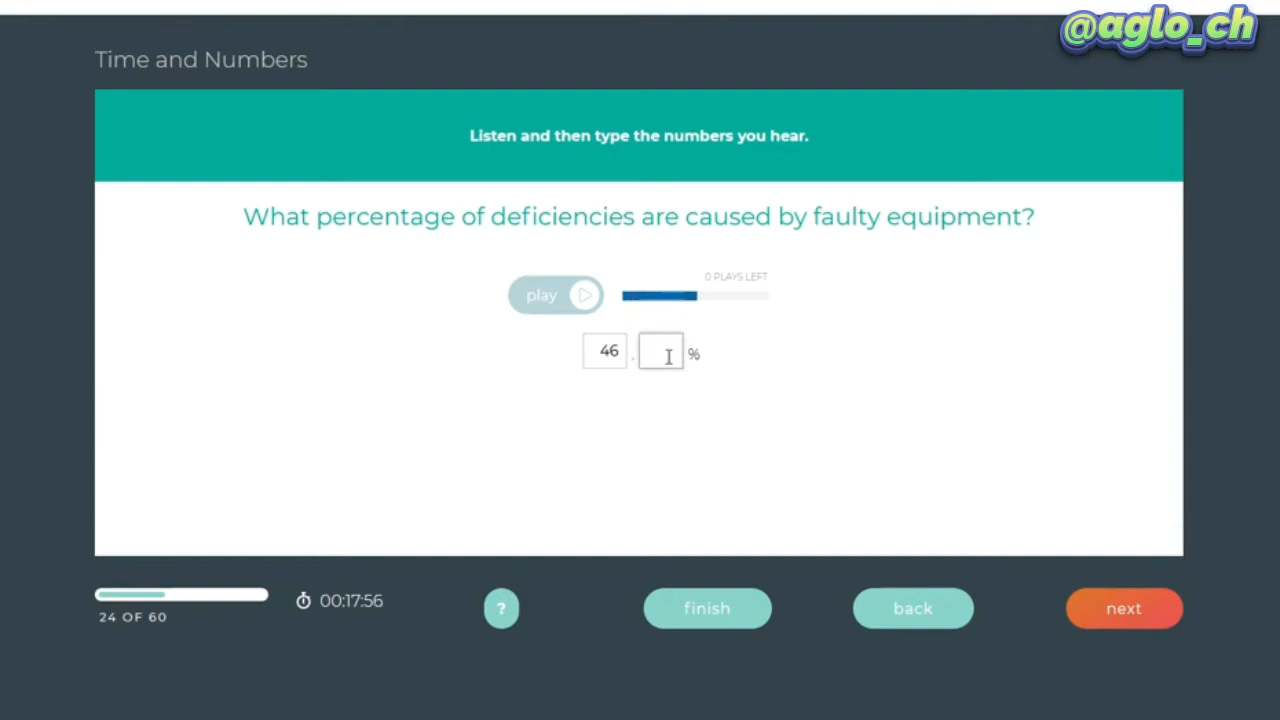 @aglo_ch
Time and Numbers
Listen and then type the numbers you hear.
What percentage of deficiencies are caused by faulty equipment?
0 PLAYS LEFT
play
46 . %
24 OF 60
00:17:56
?
finish
back
next